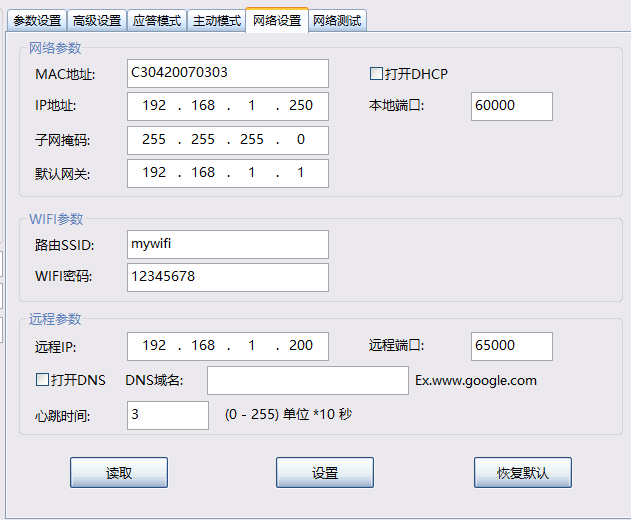 参数设置 高级设置 应答模式 主动模式 网络设置 网络测试
网络参数
MAC地址: C30420070303 打开DHCP
IP地址: 192 . 168 . 1 . 250 本地端口: 60000
子网掩码: 255 . 255 . 255 . 0
默认网关: 192 . 168 . 1 . 1
WIFI参数
路由SSID: mywifi
WIFI密码: 12345678
远程参数
远程IP: 192 . 168 . 1 . 200 远程端口: 65000
打开DNS DNS域名: Ex.www.google.com
心跳时间: 3 (0 - 255) 单位 *10 秒
读取 设置 恢复默认